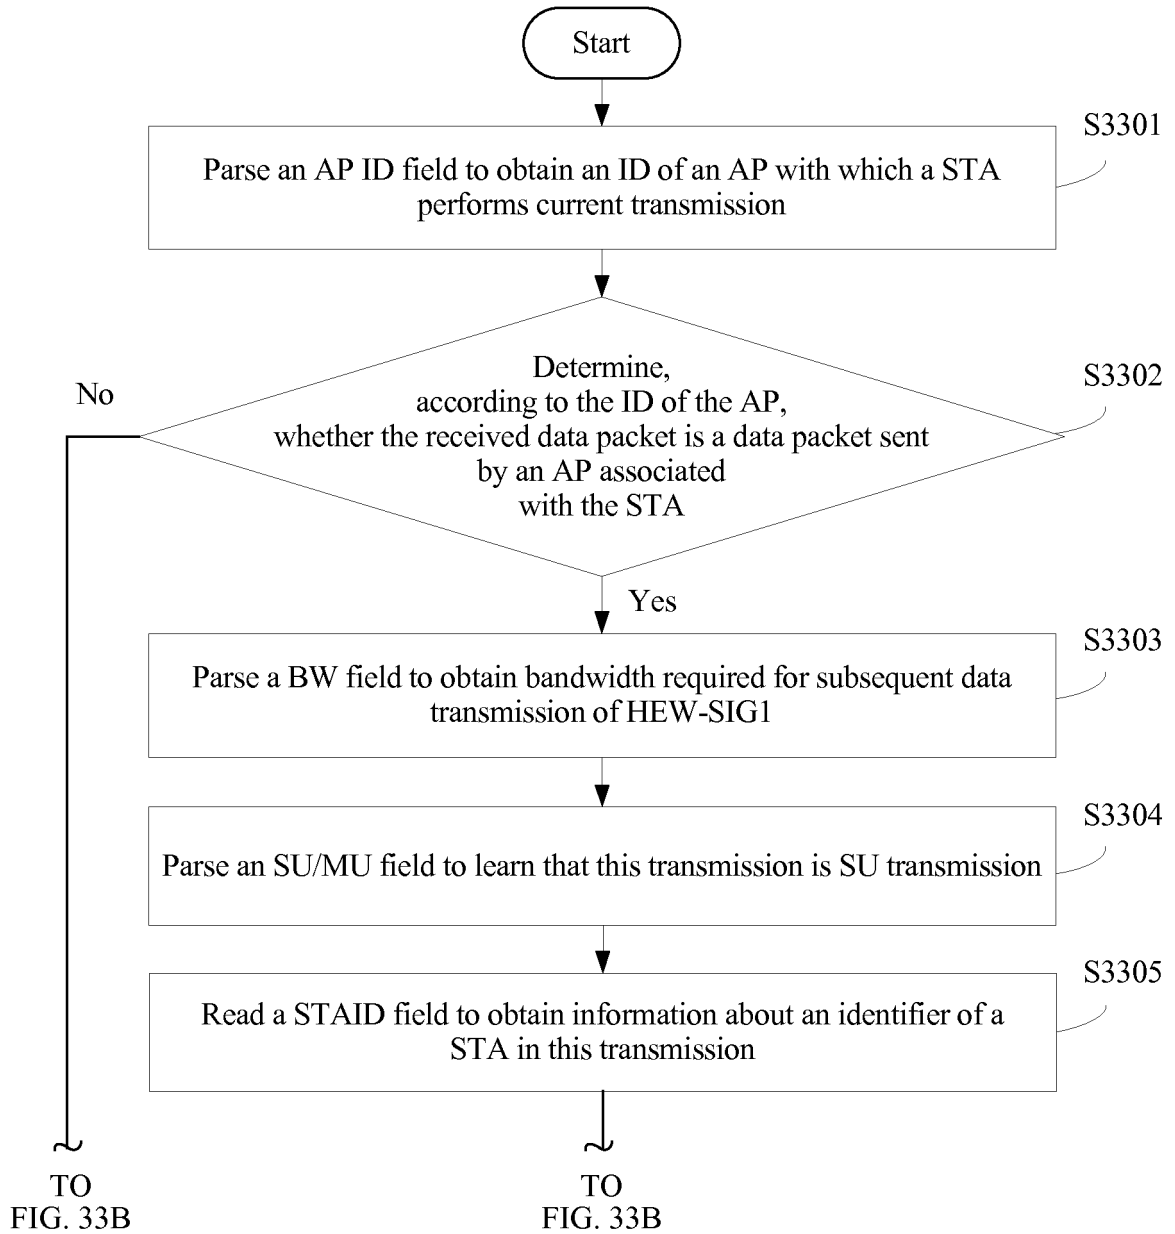 Start
S3301
Parse an AP ID field to obtain an ID of an AP with which a STA
performs current transmission
S3302
No
Determine,
according to the ID of the AP,
whether the received data packet is a data packet sent
by an AP associated
with the STA
Yes
S3303
Parse a BW field to obtain bandwidth required for subsequent data
transmission of HEW-SIG1
S3304
Parse an SU/MU field to learn that this transmission is SU transmission
S3305
Read a STAID field to obtain information about an identifier of a
STA in this transmission
TO
FIG. 33B
TO
FIG. 33B